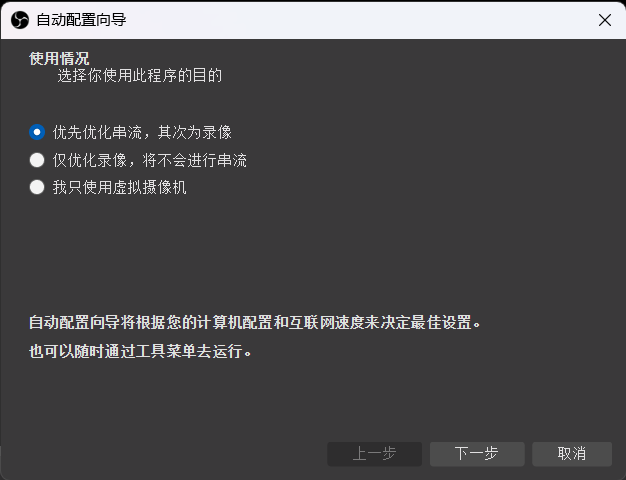 自动配置向导
使用情况
选择你使用此程序的目的
优先优化串流，其次为录像
仅优化录像，将不会进行串流
我只使用虚拟摄像机
自动配置向导将根据您的计算机配置和互联网速度来决定最佳设置。
也可以随时通过工具菜单去运行。
上一步
下一步
取消